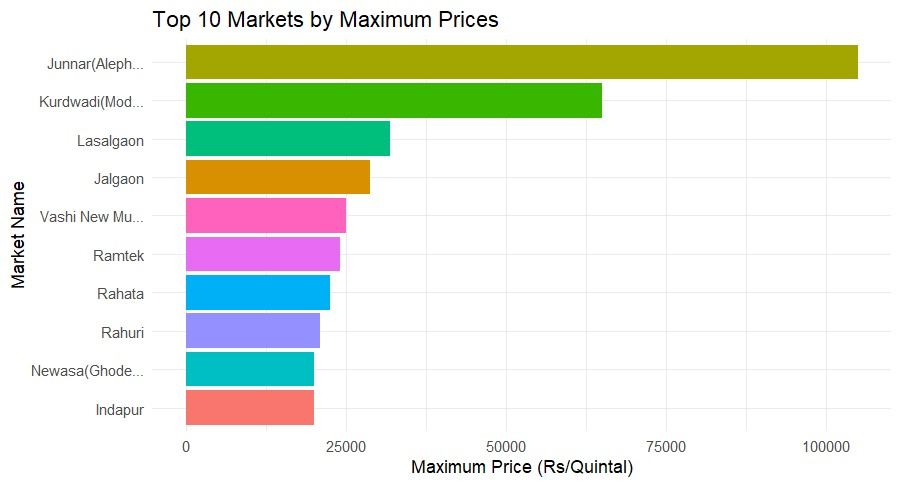 Top 10 Markets by Maximum Prices
Market Name
Junnar(Aleph...
Kurdwadi(Mod...
Lasalgaon
Jalgaon
Vashi New Mu...
Ramtek
Rahata
Rahuri
Newasa(Ghode...
Indapur
0 25000 50000 75000 100000
Maximum Price (Rs/Quintal)